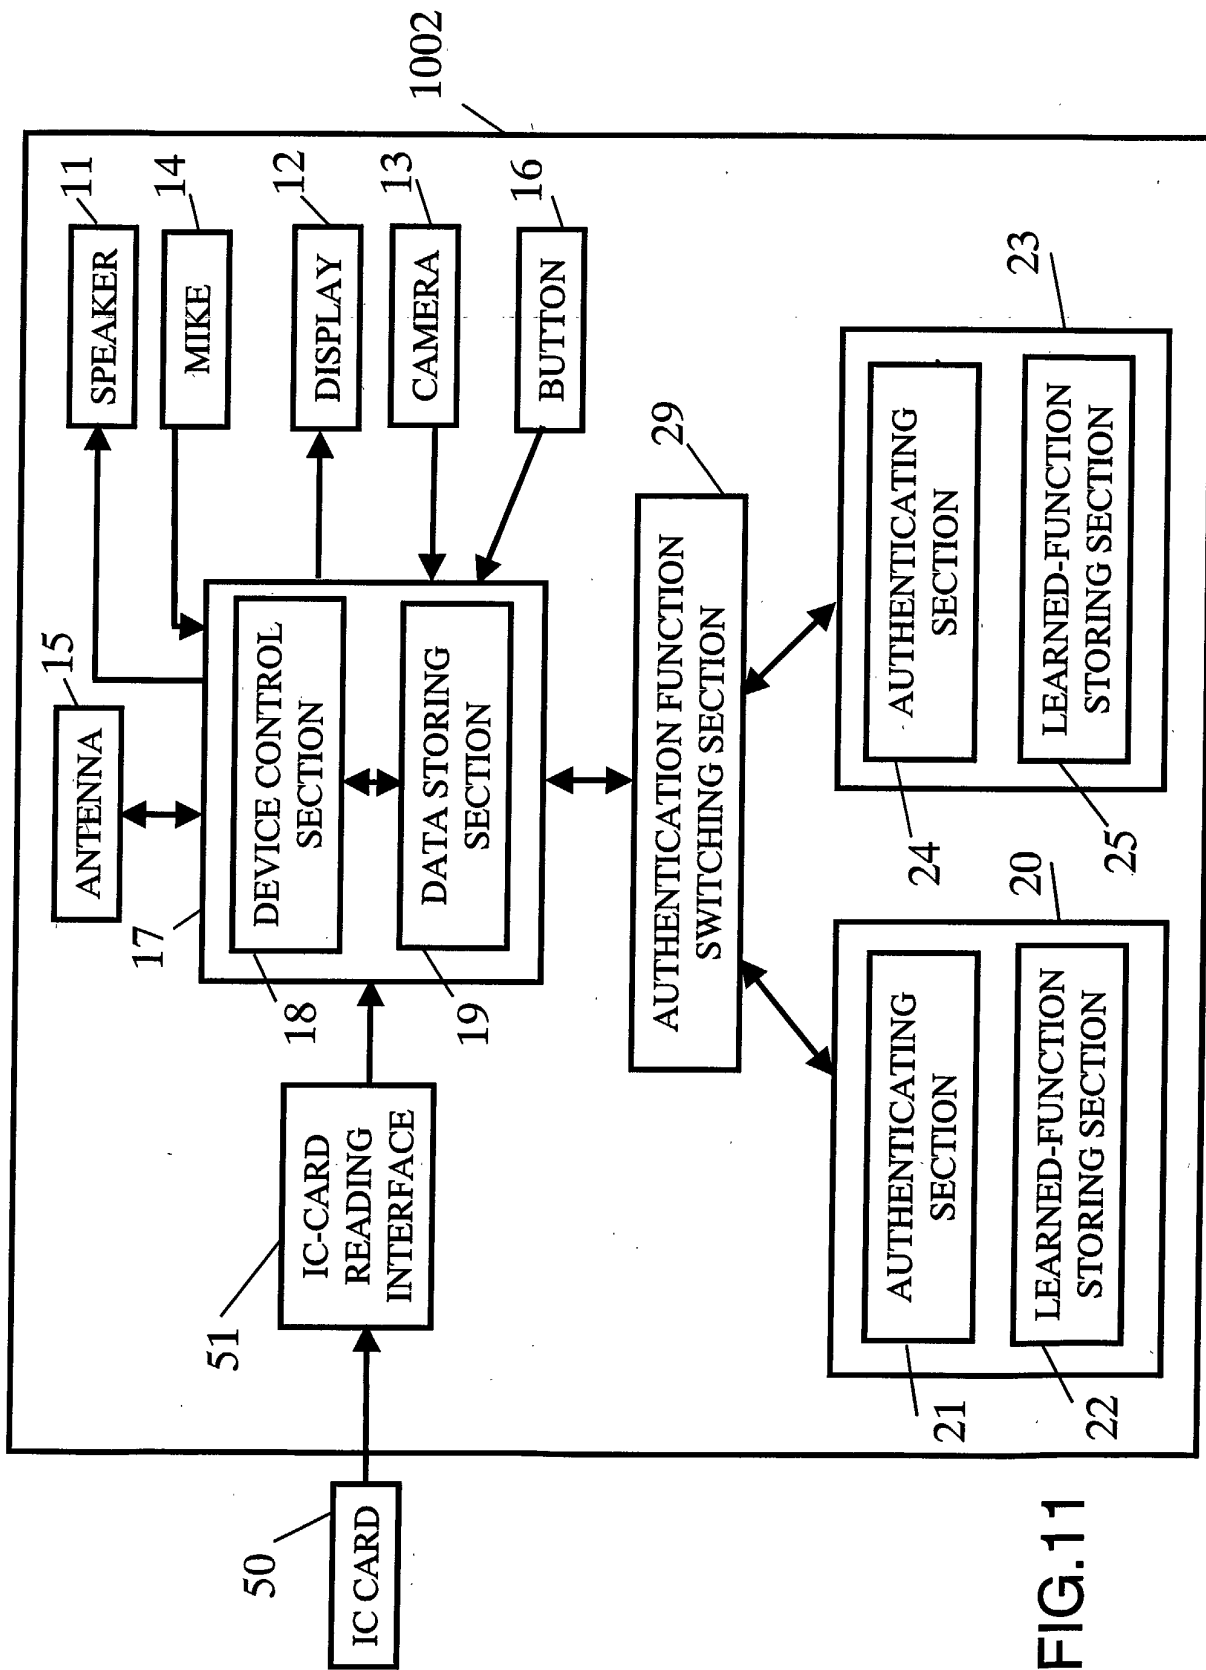 1002
11
SPEAKER
14
MIKE
12
DISPLAY
13
CAMERA
16
BUTTON
15
ANTENNA
17
DEVICE CONTROL
SECTION
18
DATA STORING
SECTION
19
51
IC-CARD
READING
INTERFACE
50
IC CARD
29
AUTHENTICATION FUNCTION
SWITCHING SECTION
20
AUTHENTICATING
SECTION
21
LEARNED-FUNCTION
STORING SECTION
22
23
AUTHENTICATING
SECTION
24
LEARNED-FUNCTION
STORING SECTION
25
FIG.11